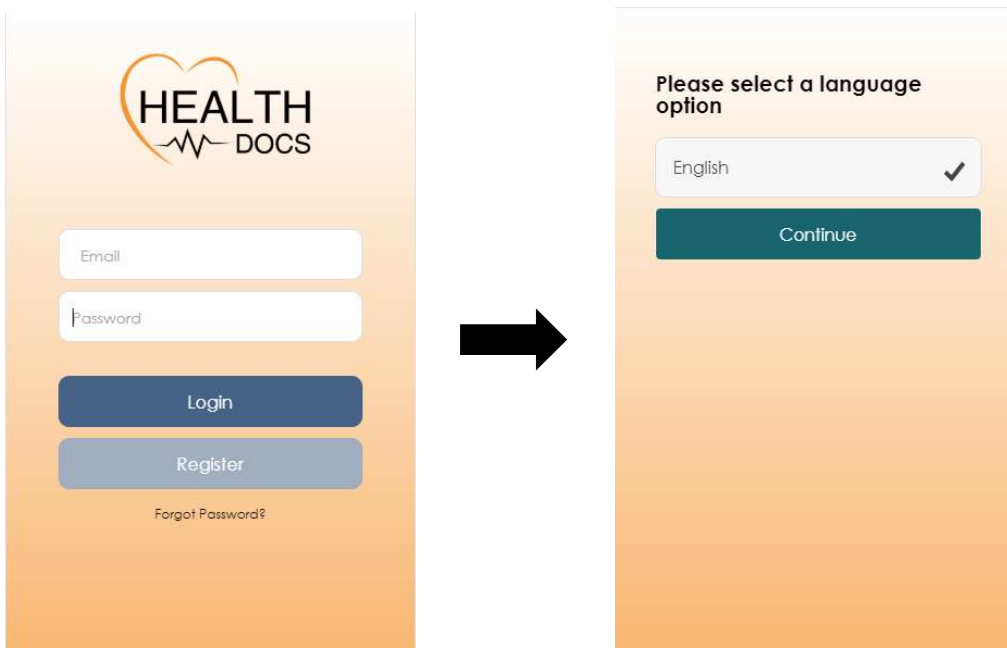 HEALTH
DOCS
Email
Password
Login
Register
Forgot Password?
Please select a language
option
English
Continue